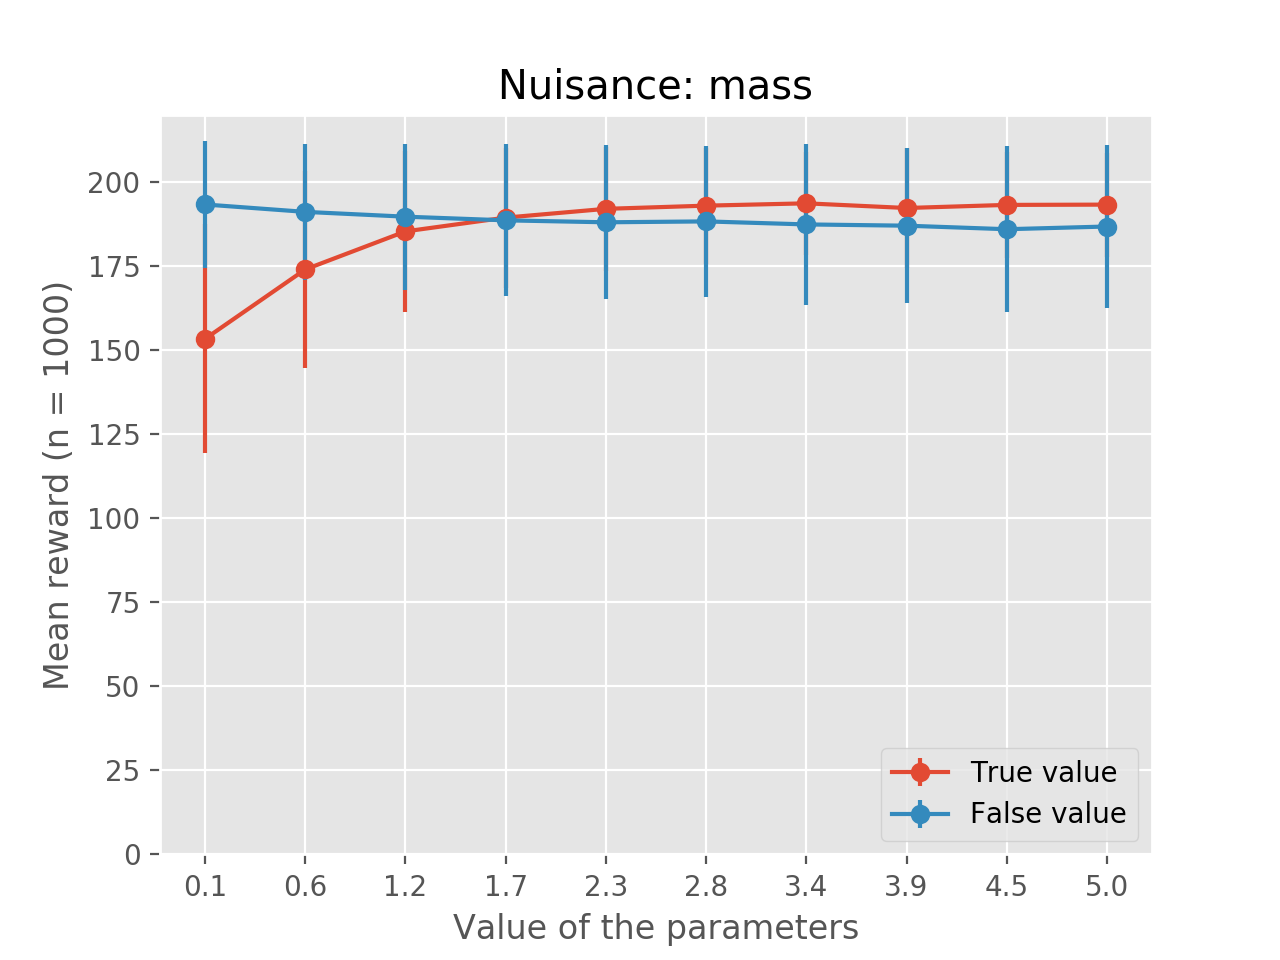 Nuisance: mass
Mean reward (n = 1000)
200
175
150
125
100
75
50
25
0
True value
False value
0.1 0.6 1.2 1.7 2.3 2.8 3.4 3.9 4.5 5.0
Value of the parameters